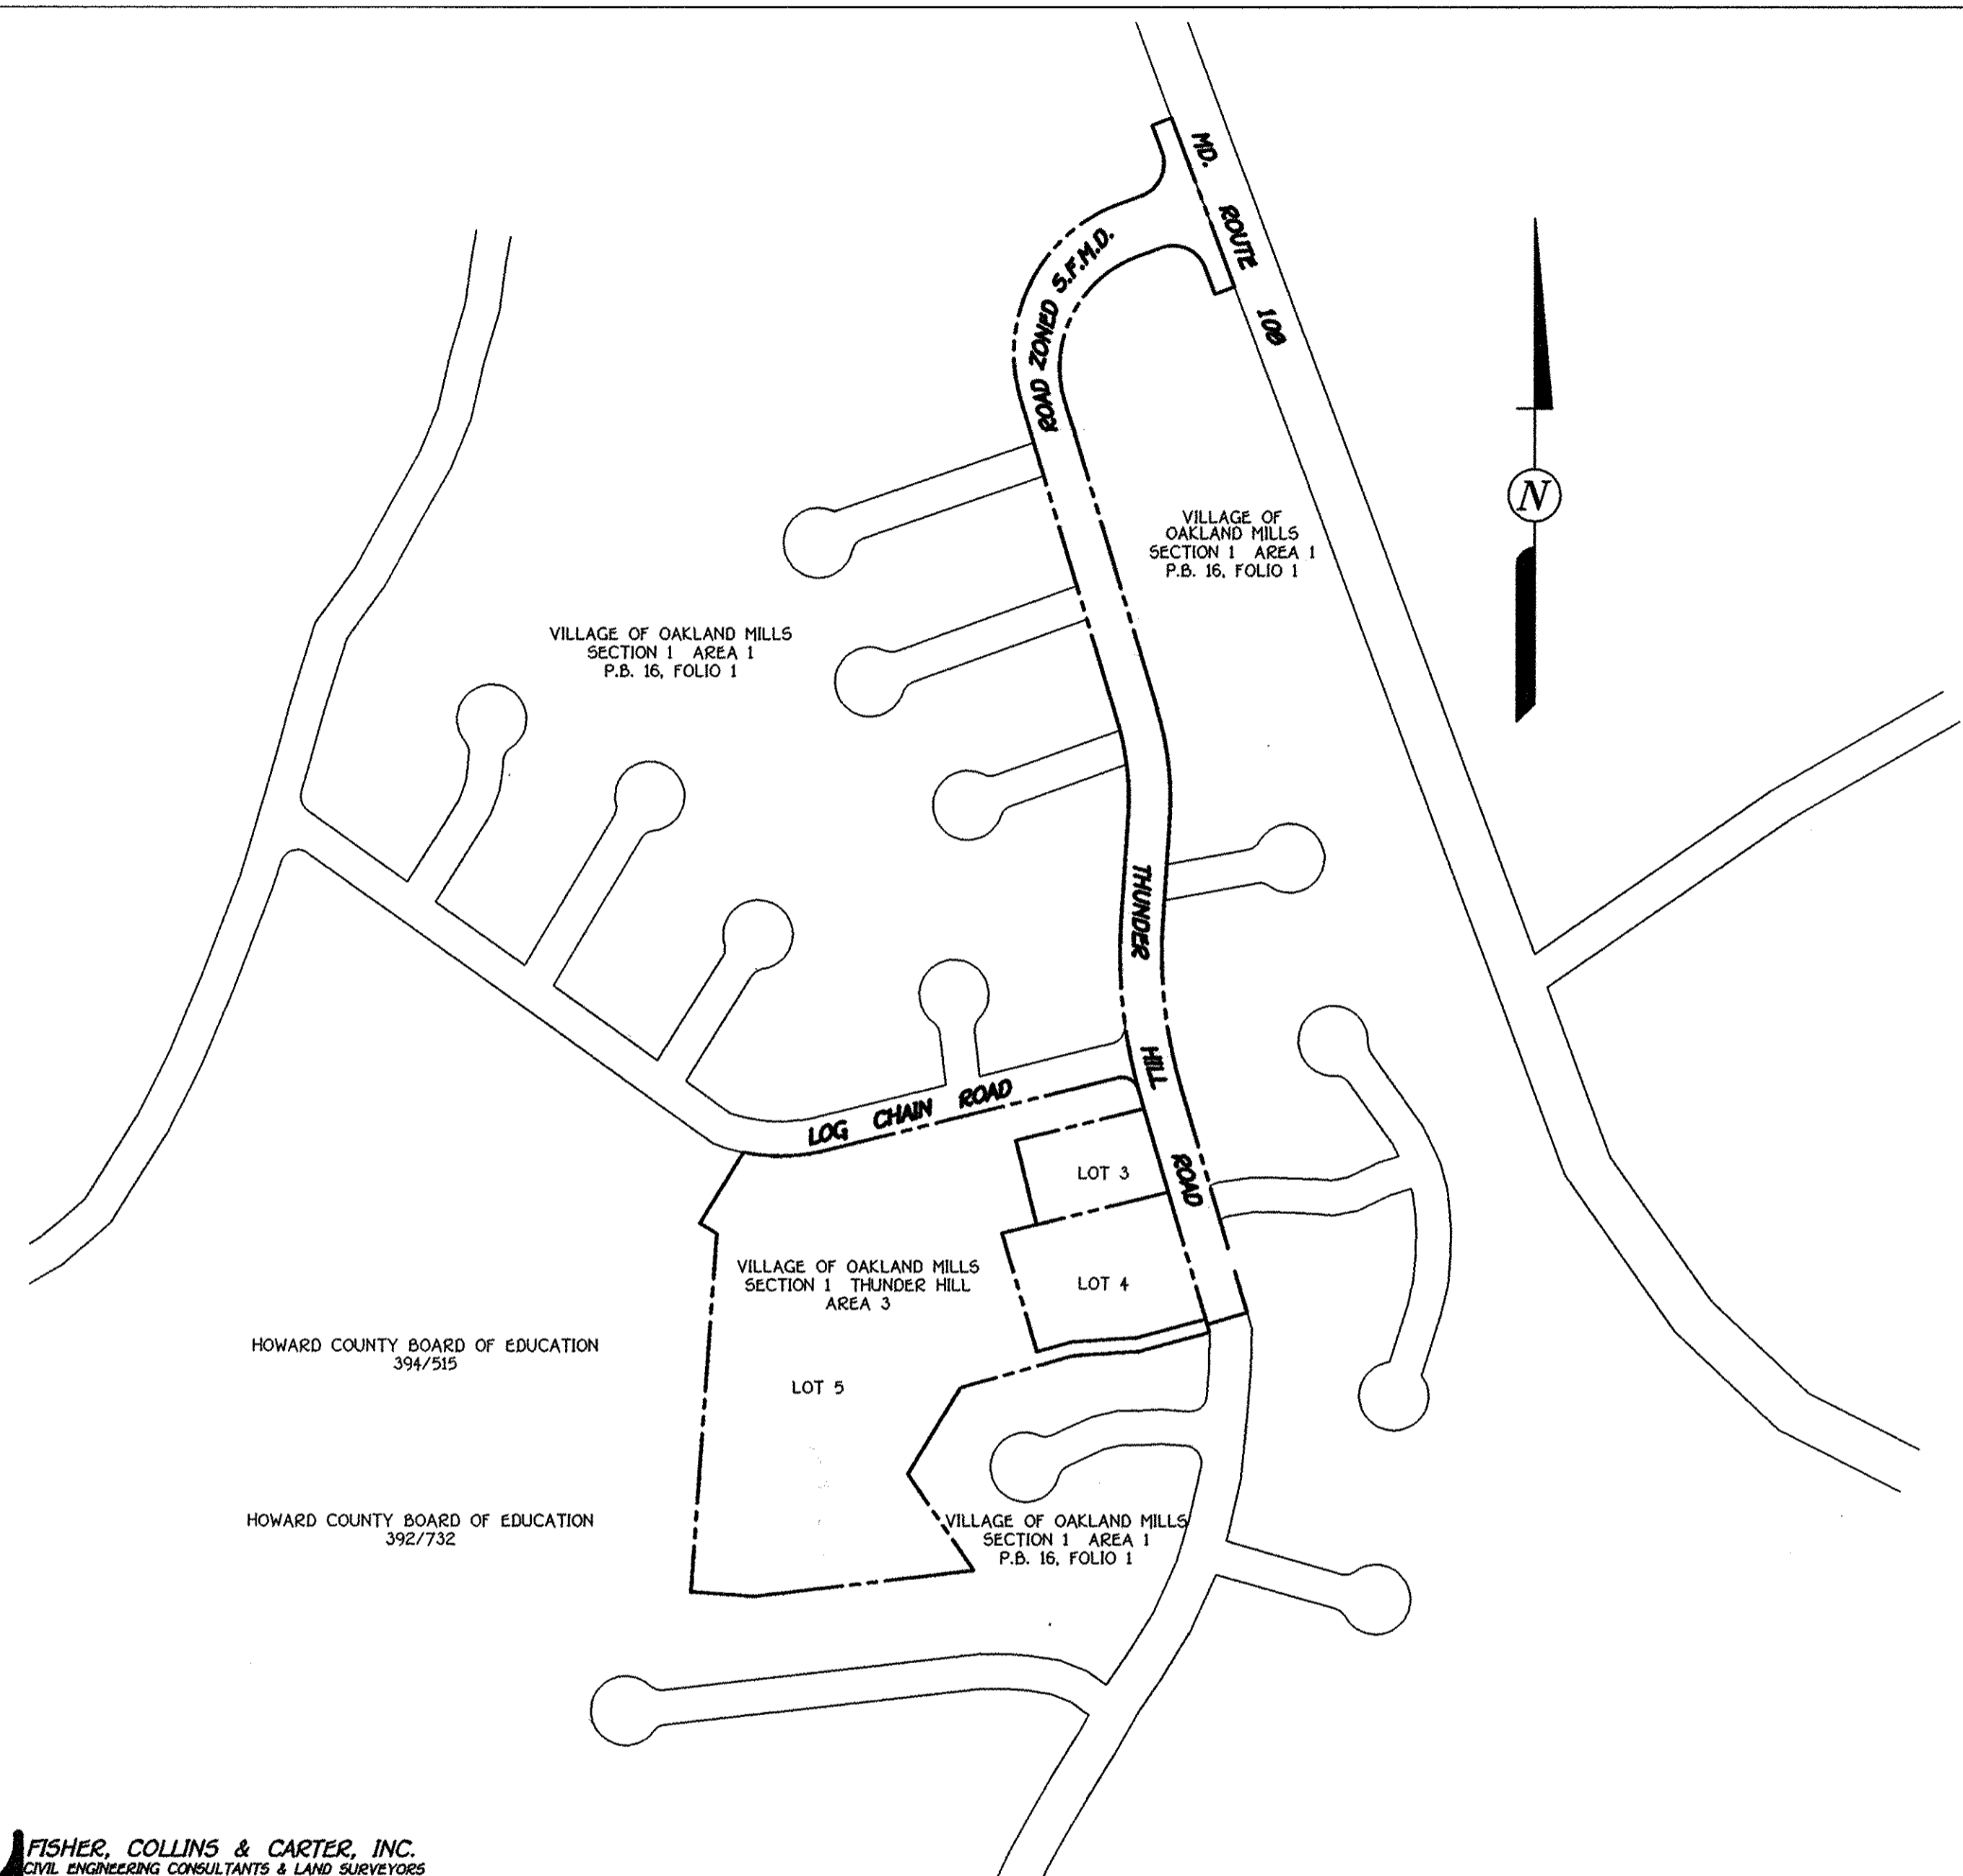 MD. ROUTE 108
ROAD ZONED S.F.M.D.
VILLAGE OF
OAKLAND MILLS
SECTION 1 AREA 1
P.B. 16, FOLIO 1
N
VILLAGE OF OAKLAND MILLS
SECTION 1 AREA 1
P.B. 16, FOLIO 1
THUNDER HILL ROAD
LOG CHAIN ROAD
LOT 3
LOT 4
VILLAGE OF OAKLAND MILLS
SECTION 1 THUNDER HILL
AREA 3
HOWARD COUNTY BOARD OF EDUCATION
394/515
LOT 5
HOWARD COUNTY BOARD OF EDUCATION
392/732
VILLAGE OF OAKLAND MILLS
SECTION 1 AREA 1
P.B. 16, FOLIO 1
FISHER, COLLINS & CARTER, INC.
CIVIL ENGINEERING CONSULTANTS & LAND SURVEYORS